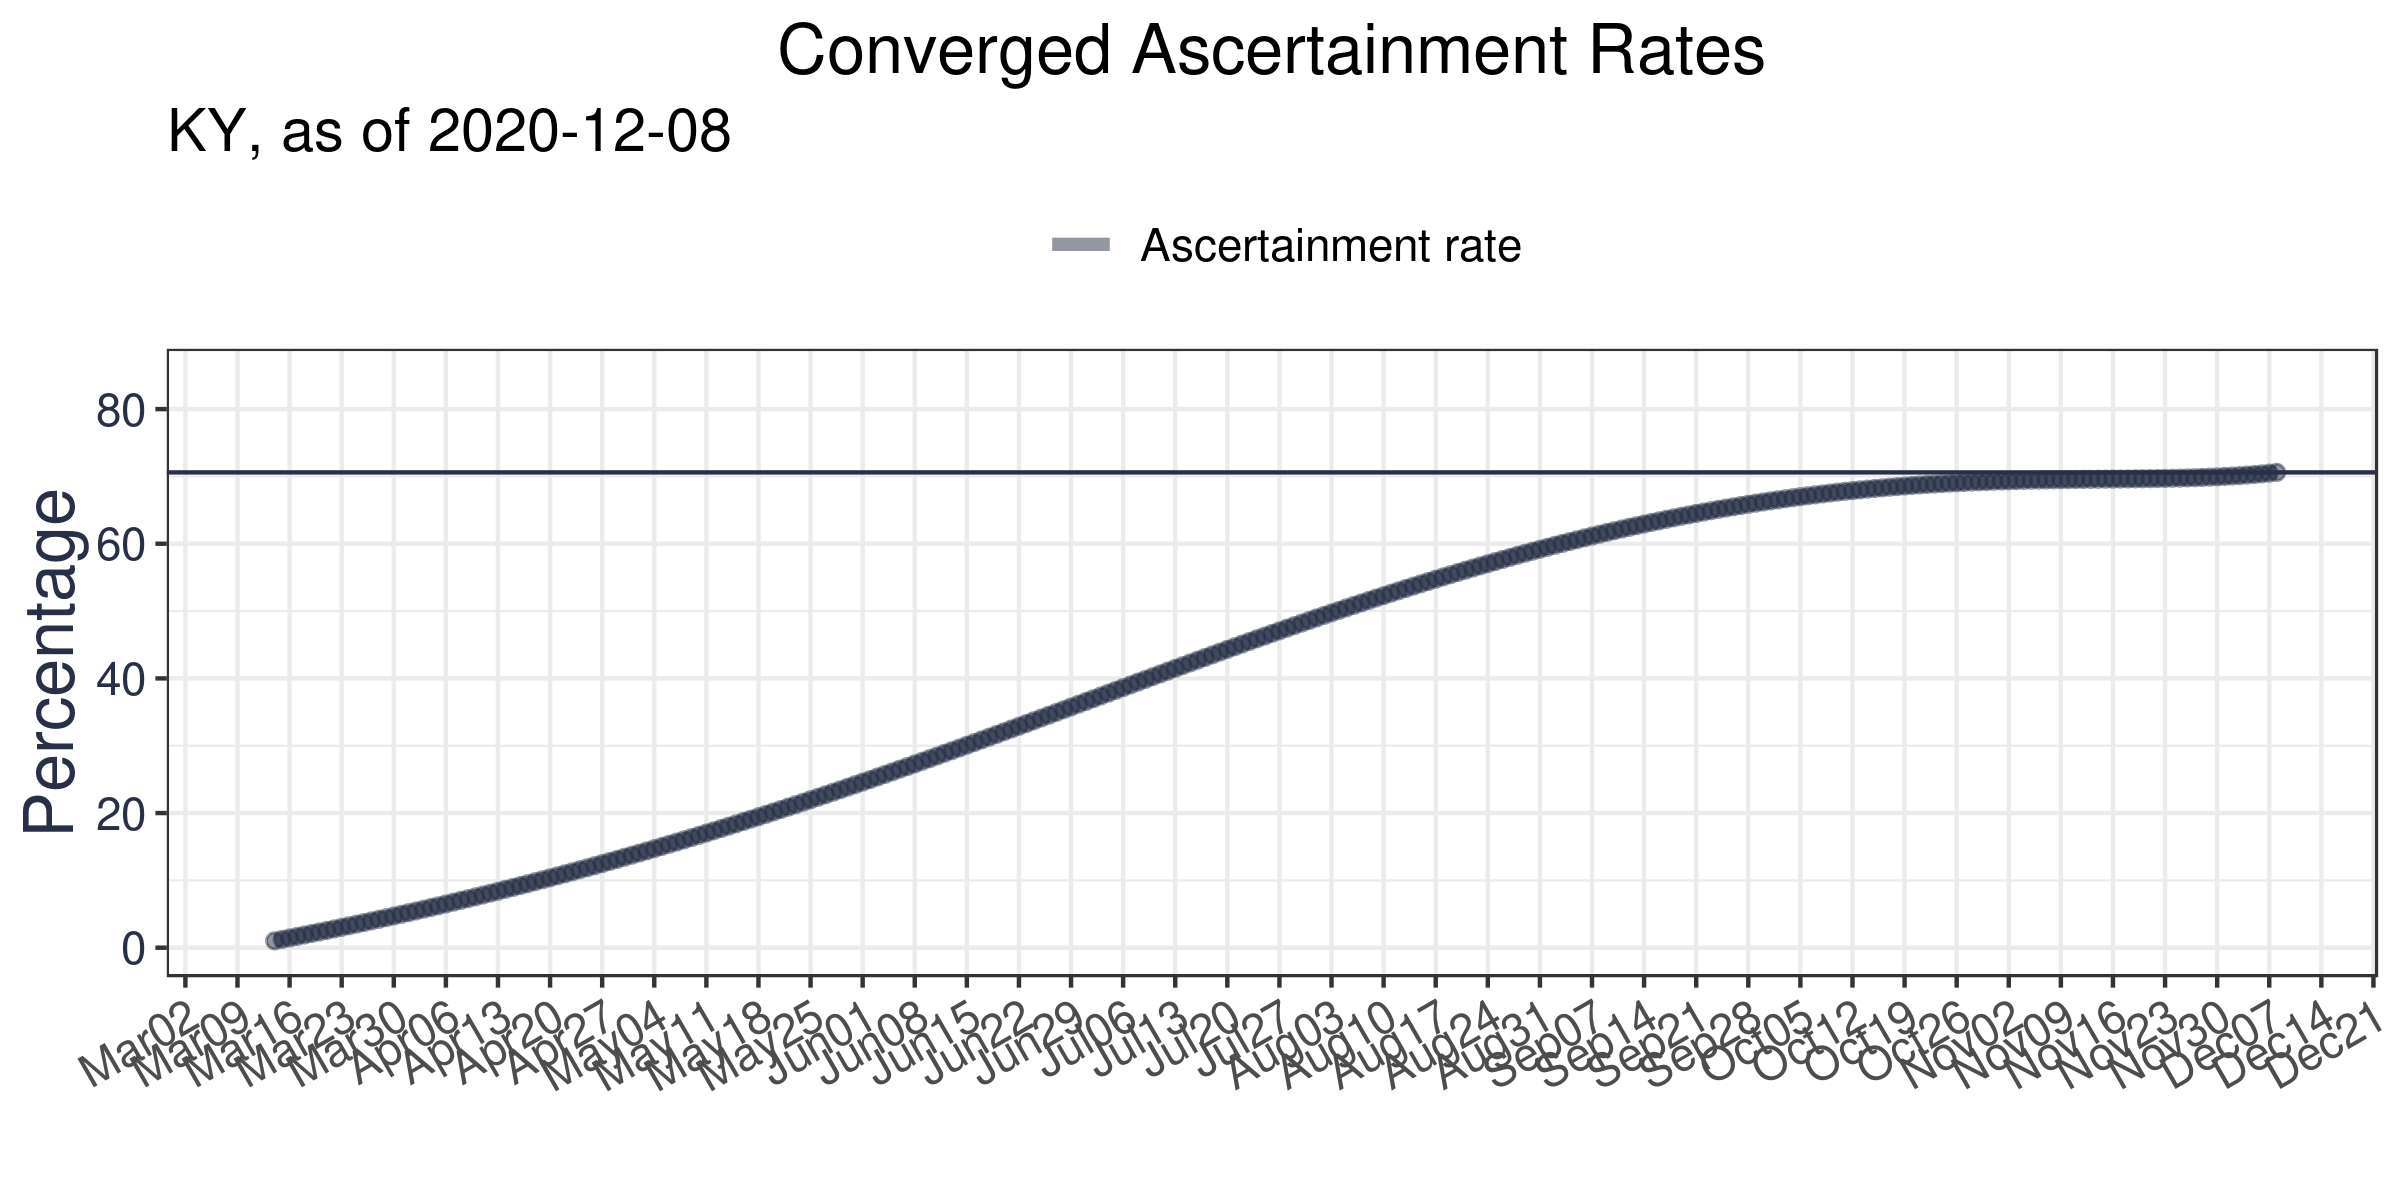 Converged Ascertainment Rates
KY, as of 2020-12-08
Ascertainment rate
Percentage
80
60
40
20
0
Mar02
Mar09
Mar16
Mar23
Mar30
Apr06
Apr13
Apr20
Apr27
May04
May11
May18
May25
Jun01
Jun08
Jun15
Jun22
Jun29
Jul06
Jul13
Jul20
Jul27
Aug03
Aug10
Aug17
Aug24
Aug31
Sep07
Sep14
Sep21
Sep28
Oct05
Oct12
Oct19
Oct26
Nov02
Nov09
Nov16
Nov23
Nov30
Dec07
Dec14
Dec21